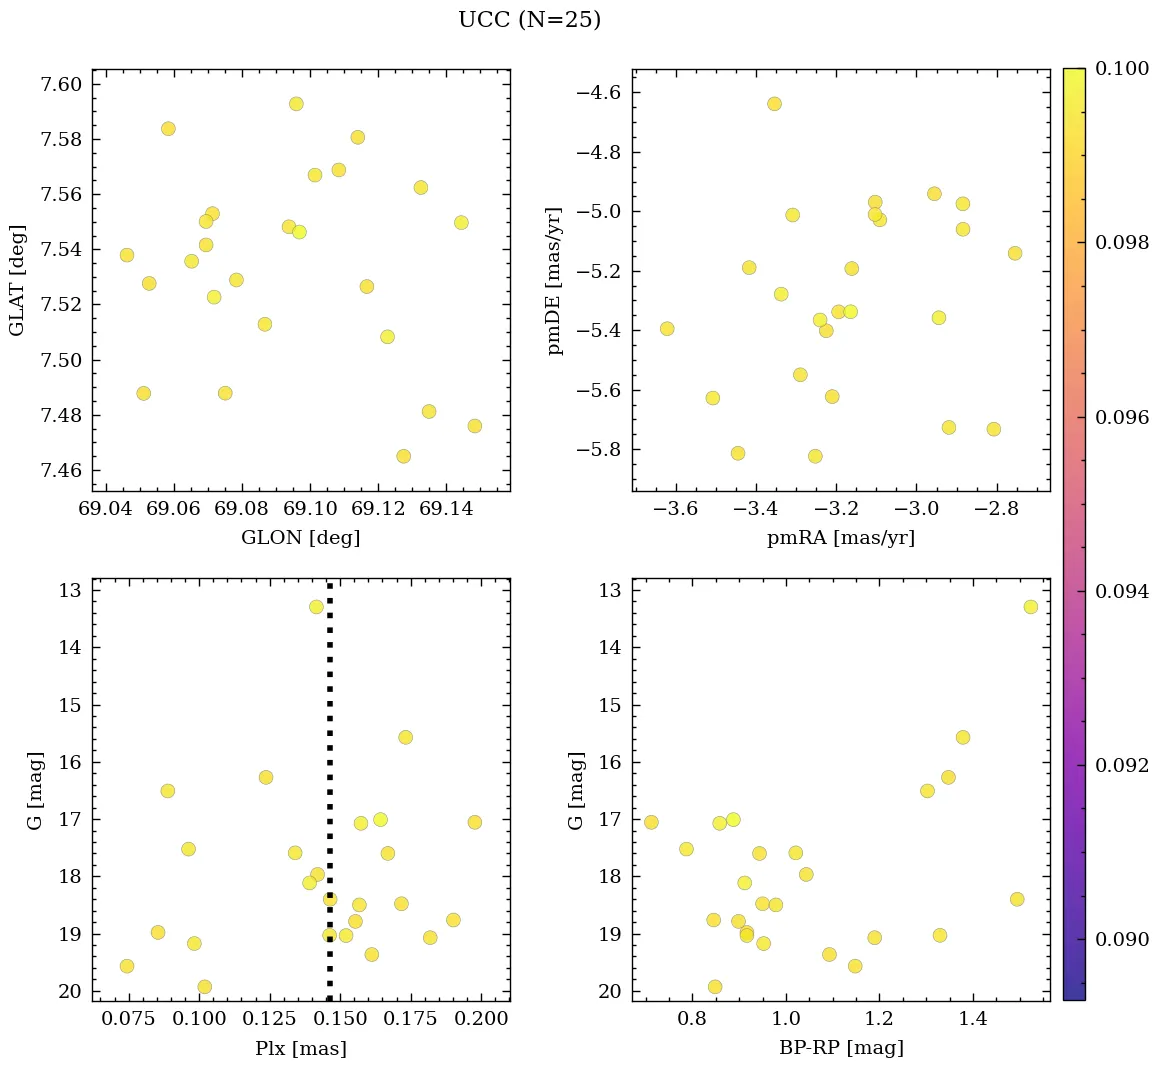 UCC (N=25)
7.60
7.58
7.56
7.54
7.52
7.50
7.48
7.46
GLAT [deg]
69.04 69.06 69.08 69.10 69.12 69.14
GLON [deg]
−4.6
−4.8
−5.0
−5.2
−5.4
−5.6
−5.8
pmDE [mas/yr]
−3.6 −3.4 −3.2 −3.0 −2.8
pmRA [mas/yr]
0.100
0.098
0.096
0.094
0.092
0.090
13
14
15
16
17
18
19
20
G [mag]
0.075 0.100 0.125 0.150 0.175 0.200
Plx [mas]
13
14
15
16
17
18
19
20
G [mag]
0.8 1.0 1.2 1.4
BP-RP [mag]